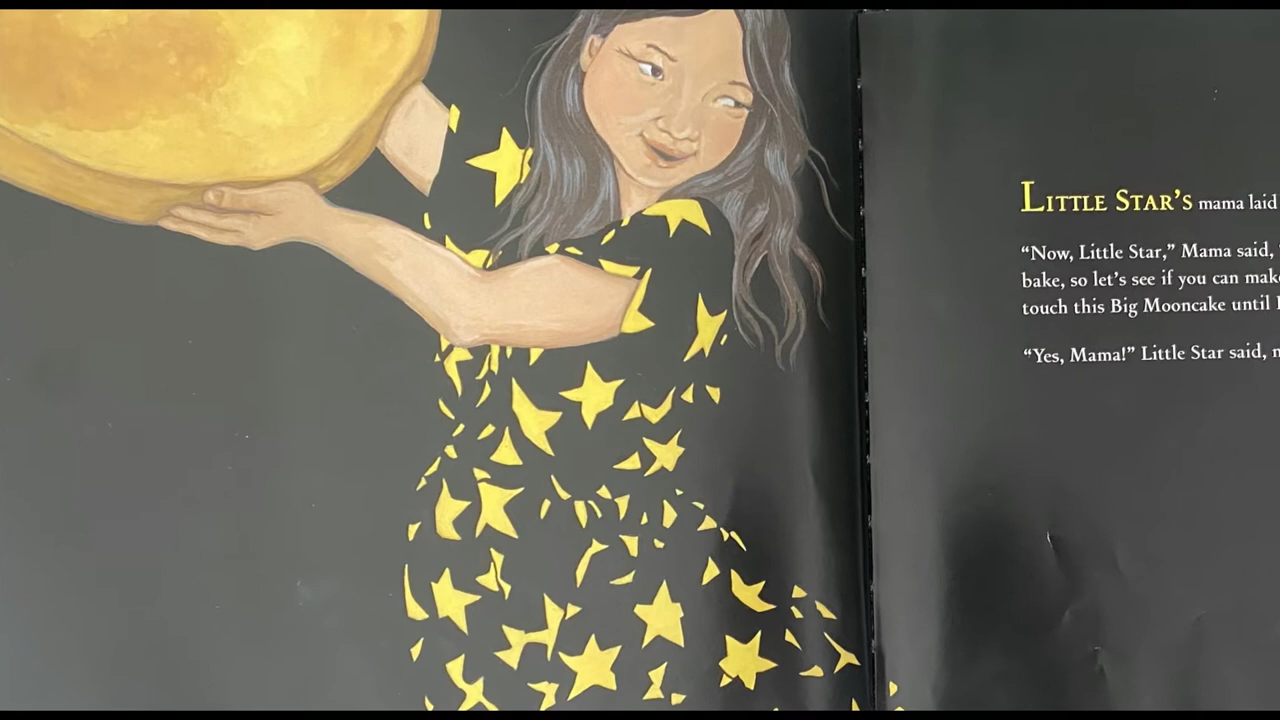 LITTLE STAR'S mama laid
“Now, Little Star,” Mama said,
bake, so let's see if you can mak
touch this Big Mooncake until
“Yes, Mama!” Little Star said,